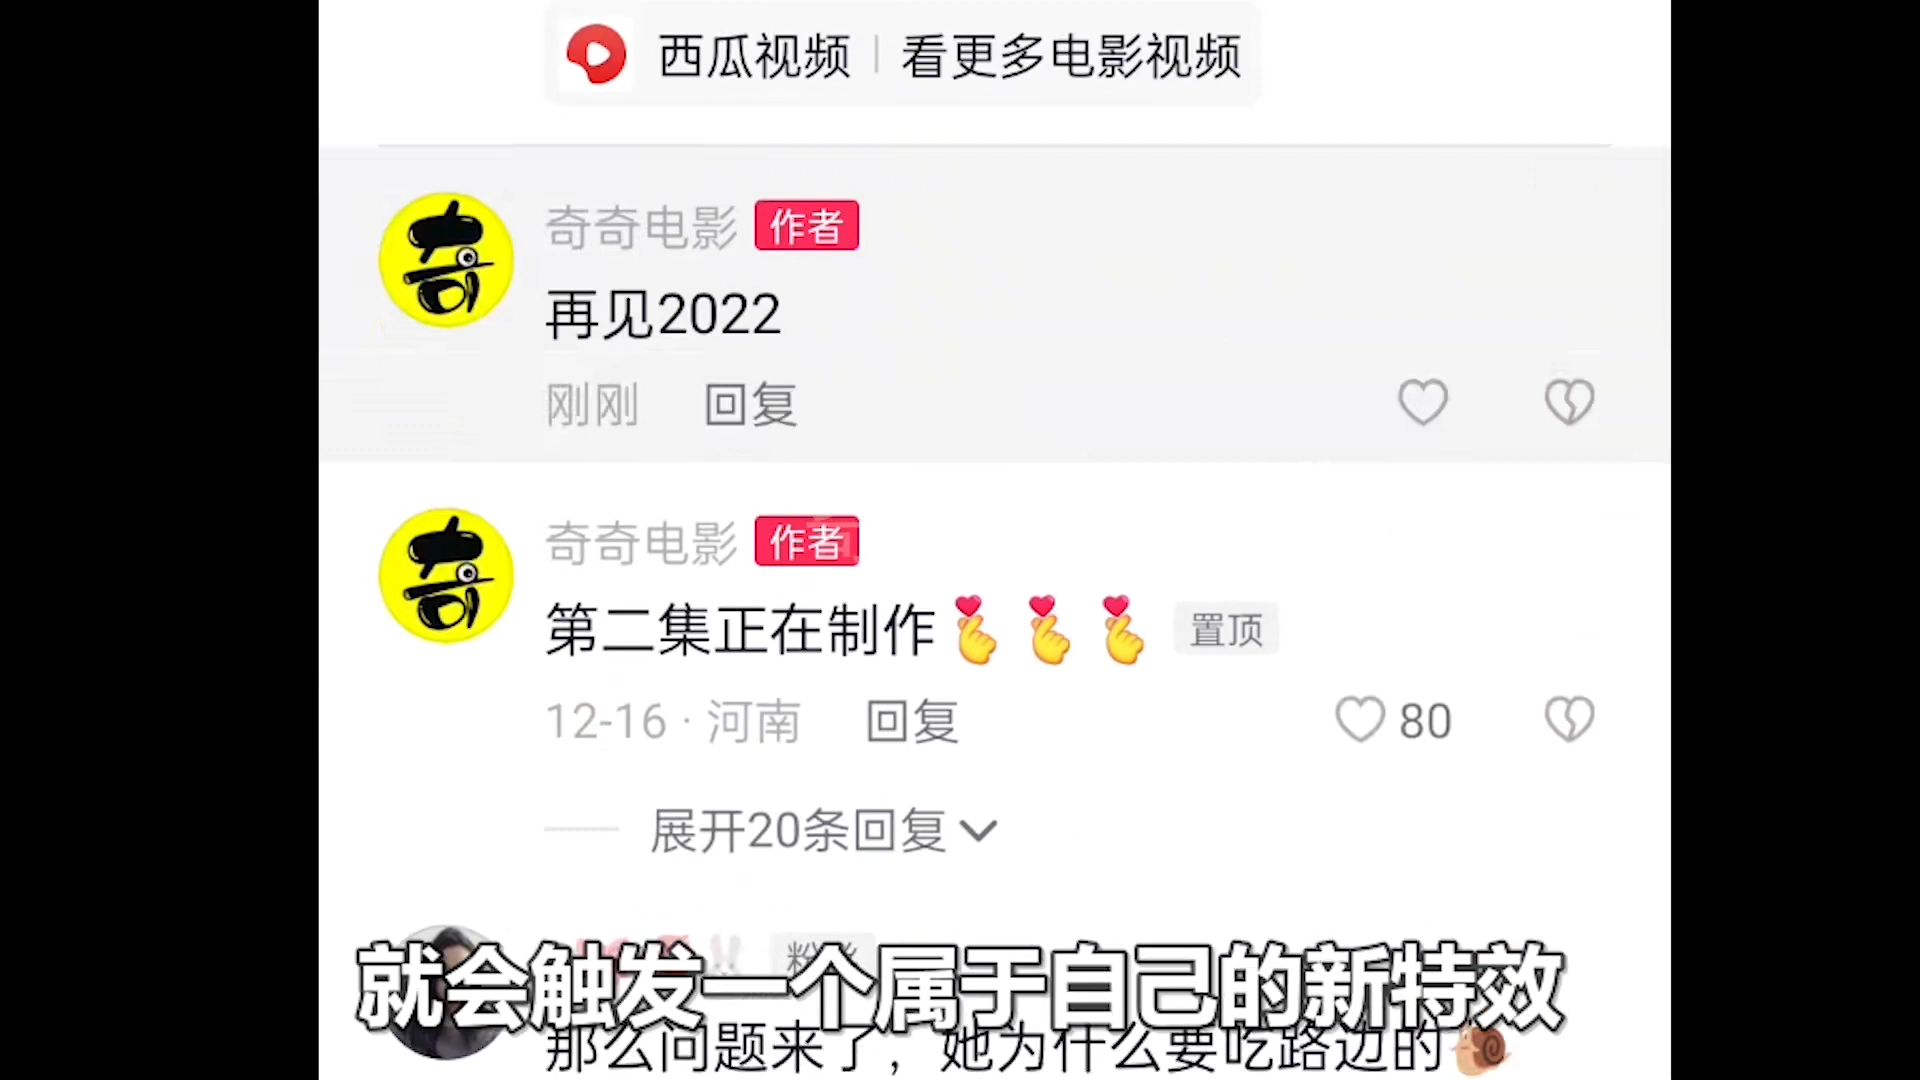 西瓜视频 | 看更多电影视频
奇奇电影 作者
再见2022
刚刚 回复
奇奇电影 作者
第二集正在制作 置顶
12-16 · 河南 回复 80
展开20条回复
就会触发一个属于自己的新特效
那么问题来了，她为什么要吃路边的